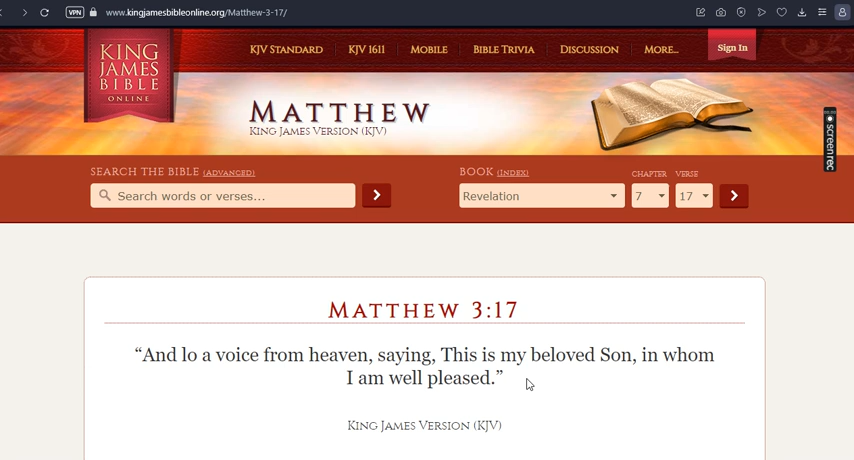 VPN www.kingjamesbibleonline.org/Matthew-3-17/
KING
JAMES
BIBLE
ONLINE
KJV STANDARD KJV 1611 MOBILE BIBLE TRIVIA DISCUSSION MORE... Sign In
MATTHEW
KING JAMES VERSION (KJV)
screenrec
SEARCH THE BIBLE (ADVANCED) BOOK (INDEX) CHAPTER VERSE
Search words or verses... Revelation 7 17
MATTHEW 3:17
“And lo a voice from heaven, saying, This is my beloved Son, in whom
I am well pleased.”
KING JAMES VERSION (KJV)